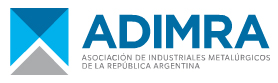 ADIMRA
ASOCIACIÓN DE INDUSTRIALES METALÚRGICOS
DE LA REPÚBLICA ARGENTINA